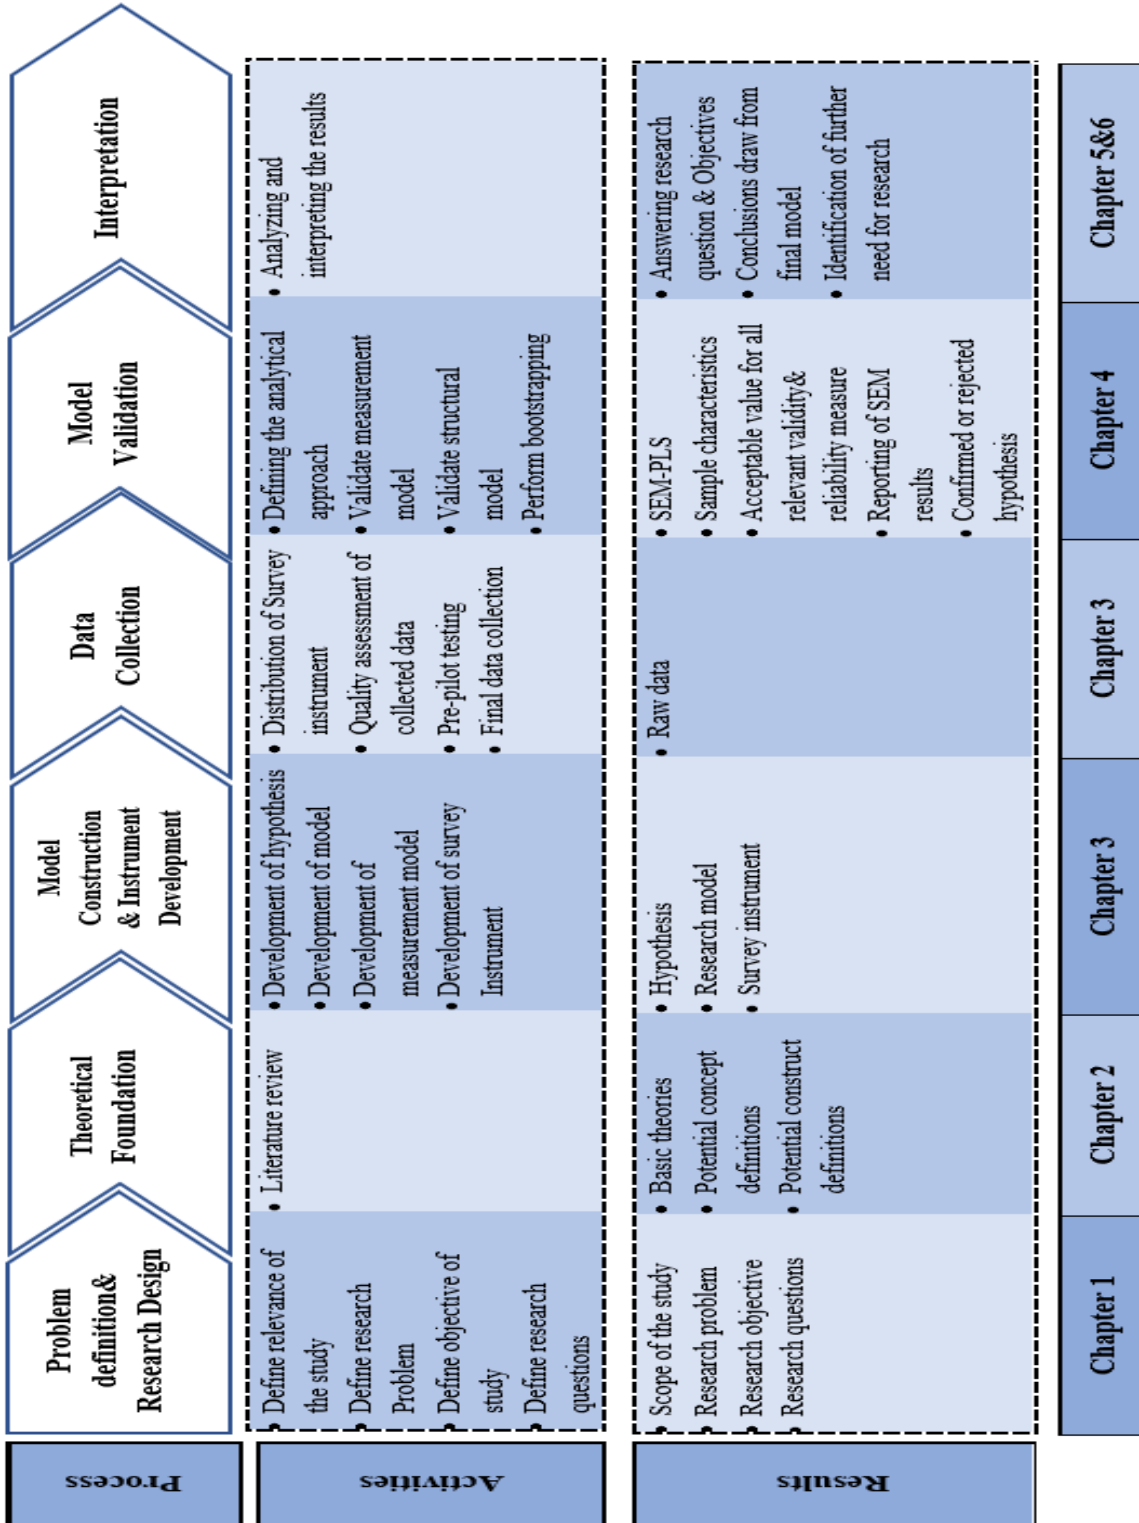 Process
Problem
definition&
Research Design
Theoretical
Foundation
Model
Construction
& Instrument
Development
Data
Collection
Model
Validation
Interpretation
Activities
• Define relevance of
the study
• Define research
Problem
• Define objective of
study
• Define research
questions
• Literature review
• Development of hypothesis
• Development of model
• Development of
measurement model
• Development of survey
Instrument
• Distribution of Survey
instrument
• Quality assessment of
collected data
• Pre-pilot testing
• Final data collection
• Defining the analytical
approach
• Validate measurement
model
• Validate structural
model
• Perform bootstrapping
• Analyzing and
interpreting the results
Results
• Scope of the study
• Research problem
• Research objective
• Research questions
• Basic theories
• Potential concept
definitions
• Potential construct
definitions
• Hypothesis
• Research model
• Survey instrument
• Raw data
• SEM-PLS
• Sample characteristics
• Acceptable value for all
relevant validity&
reliability measure
• Reporting of SEM
results
• Confirmed or rejected
hypothesis
• Answering research
question & Objectives
• Conclusions draw from
final model
• Identification of further
need for research
Chapter 1
Chapter 2
Chapter 3
Chapter 3
Chapter 4
Chapter 5&6